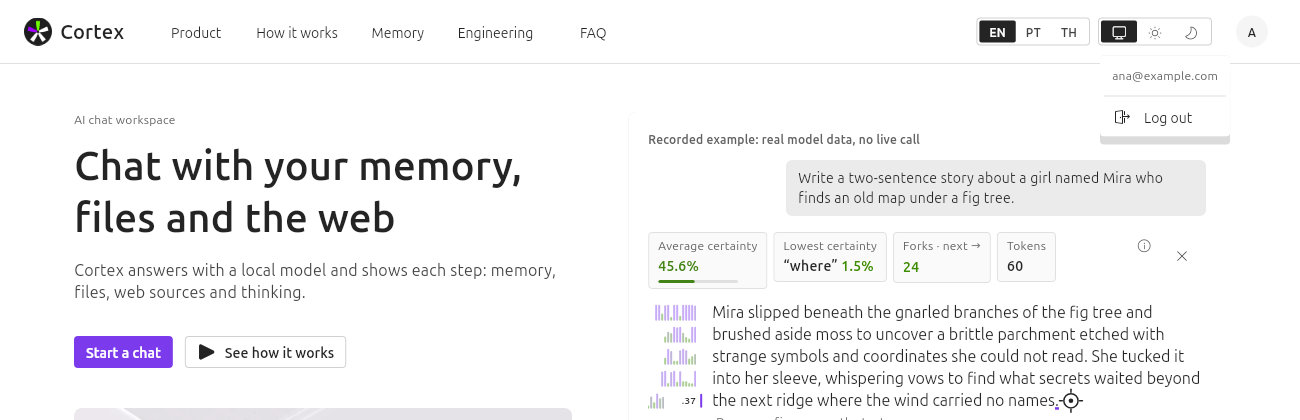 Cortex
Product
How it works
Memory
Engineering
FAQ
EN
PT
TH
A
ana@example.com
Log out
AI chat workspace
Chat with your memory,
files and the web
Cortex answers with a local model and shows each step: memory,
files, web sources and thinking.
Start a chat
See how it works
Recorded example: real model data, no live call
Write a two-sentence story about a girl named Mira who
finds an old map under a fig tree.
Average certainty
45.6%
Lowest certainty
“where” 1.5%
Forks · next →
24
Tokens
60
Mira slipped beneath the gnarled branches of the fig tree and
brushed aside moss to uncover a brittle parchment etched with
strange symbols and coordinates she could not read. She tucked it
into her sleeve, whispering vows to find what secrets waited beyond
.37
the next ridge where the wind carried no names.